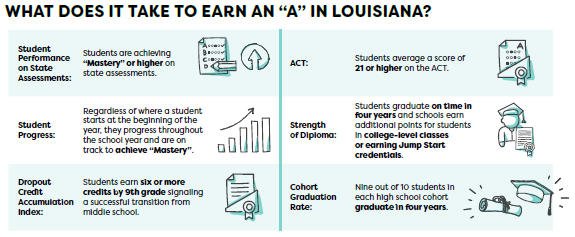 WHAT DOES IT TAKE TO EARN AN “A” IN LOUISIANA?
Student
Performance
on State
Assessments:
Students are achieving
“Mastery” or higher on
state assessments.
Student
Progress:
Regardless of where a student
starts at the beginning of the
year, they progress throughout
the school year and are on
track to achieve “Mastery”.
Dropout
Credit
Accumulation
Index:
Students earn six or more
credits by 9th grade signaling
a successful transition from
middle school.
ACT:
Students average a score of
21 or higher on the ACT.
Strength
of Diploma:
Students graduate on time in
four years and schools earn
additional points for students
in college-level classes
or earning Jump Start
credentials.
Cohort
Graduation
Rate:
Nine out of 10 students in
each high school cohort
graduate in four years.